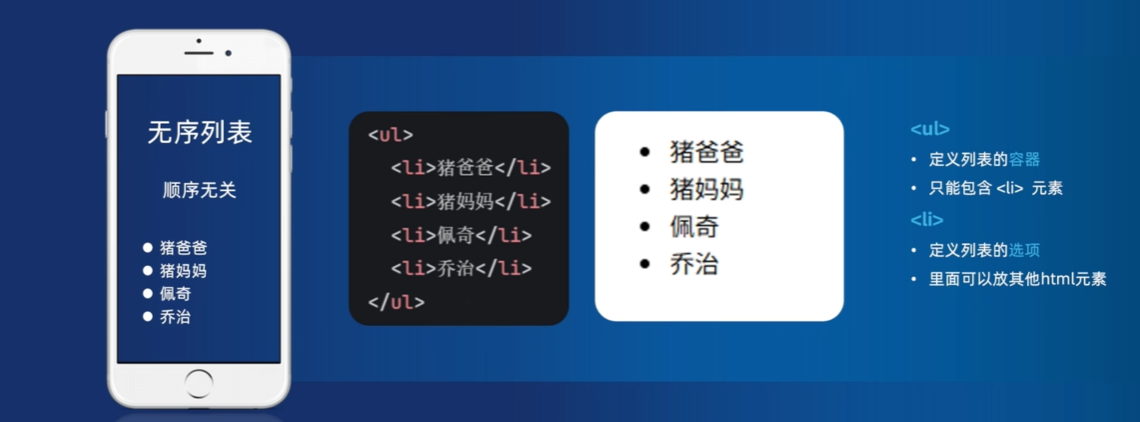 无序列表
顺序无关
● 猪爸爸
● 猪妈妈
● 佩奇
● 乔治
<ul>
<li>猪爸爸</li>
<li>猪妈妈</li>
<li>佩奇</li>
<li>乔治</li>
</ul>
• 猪爸爸
• 猪妈妈
• 佩奇
• 乔治
<ul>
• 定义列表的容器
• 只能包含 <li> 元素
<li>
• 定义列表的选项
• 里面可以放其他html元素